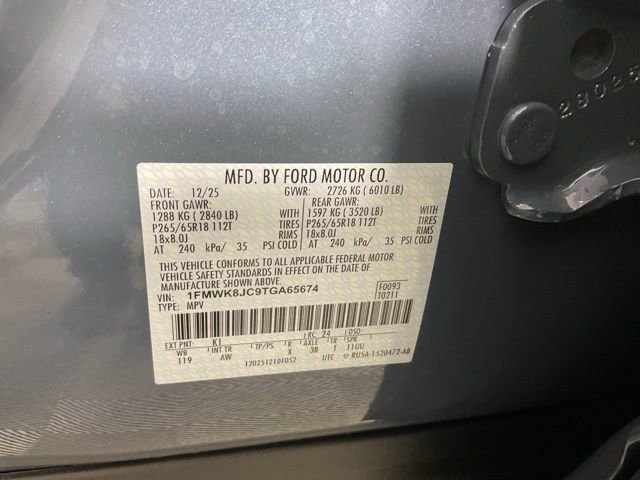 28025
MFD. BY FORD MOTOR CO.
DATE: 12/25 GVWR: 2726 KG ( 6010 LB)
FRONT GAWR: REAR GAWR:
1288 KG ( 2840 LB) WITH 1597 KG ( 3520 LB) WITH
P265/65R18 112T TIRES P265/65R18 112T TIRES
18x8.0J RIMS 18x8.0J RIMS
AT 240 kPa/ 35 PSI COLD AT 240 kPa/ 35 PSI COLD
THIS VEHICLE CONFORMS TO ALL APPLICABLE FEDERAL MOTOR
VEHICLE SAFETY STANDARDS IN EFFECT ON THE DATE OF
MANUFACTURE SHOWN ABOVE.
VIN: 1FMWK8JC9TGA65674 F0093
TYPE: MPV T0211
EXT PNT: K1 RC: 24 DSO:
WB INT TR TP/PS R AXLE TR SPR
119 AW X 3B T 11UU
1202512101052 UTC RU5A-1520472-AB